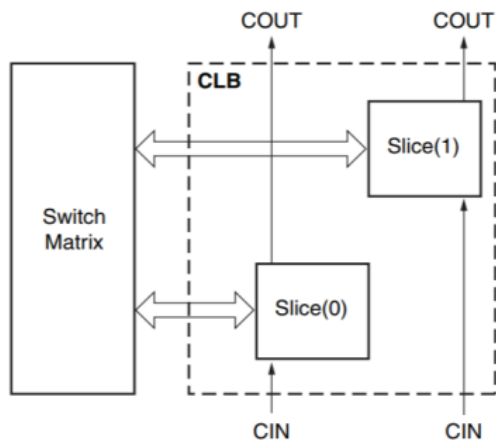 COUT
COUT
CLB
Slice(1)
Switch
Matrix
Slice(0)
CIN
CIN